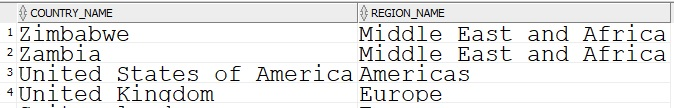 COUNTRY_NAME REGION_NAME
1 Zimbabwe Middle East and Africa
2 Zambia Middle East and Africa
3 United States of America Americas
4 United Kingdom Europe